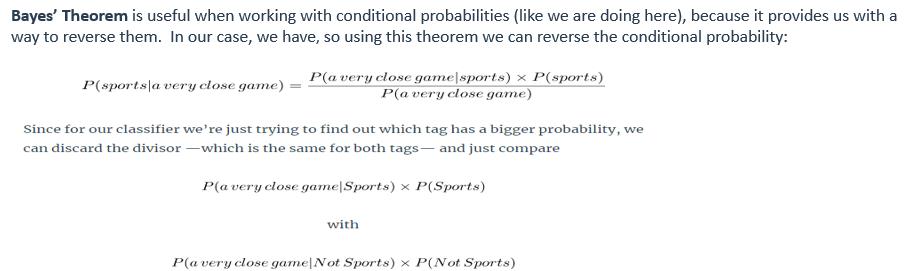 Bayes' Theorem is useful when working with conditional probabilities (like we are doing here), because it provides us with a
way to reverse them.  In our case, we have, so using this theorem we can reverse the conditional probability:
P(sports|a very close game) = P(a very close game|sports) × P(sports) / P(a very close game)
Since for our classifier we're just trying to find out which tag has a bigger probability, we
can discard the divisor —which is the same for both tags— and just compare
P(a very close game|Sports) × P(Sports)
with
P(a very close game|Not Sports) × P(Not Sports)